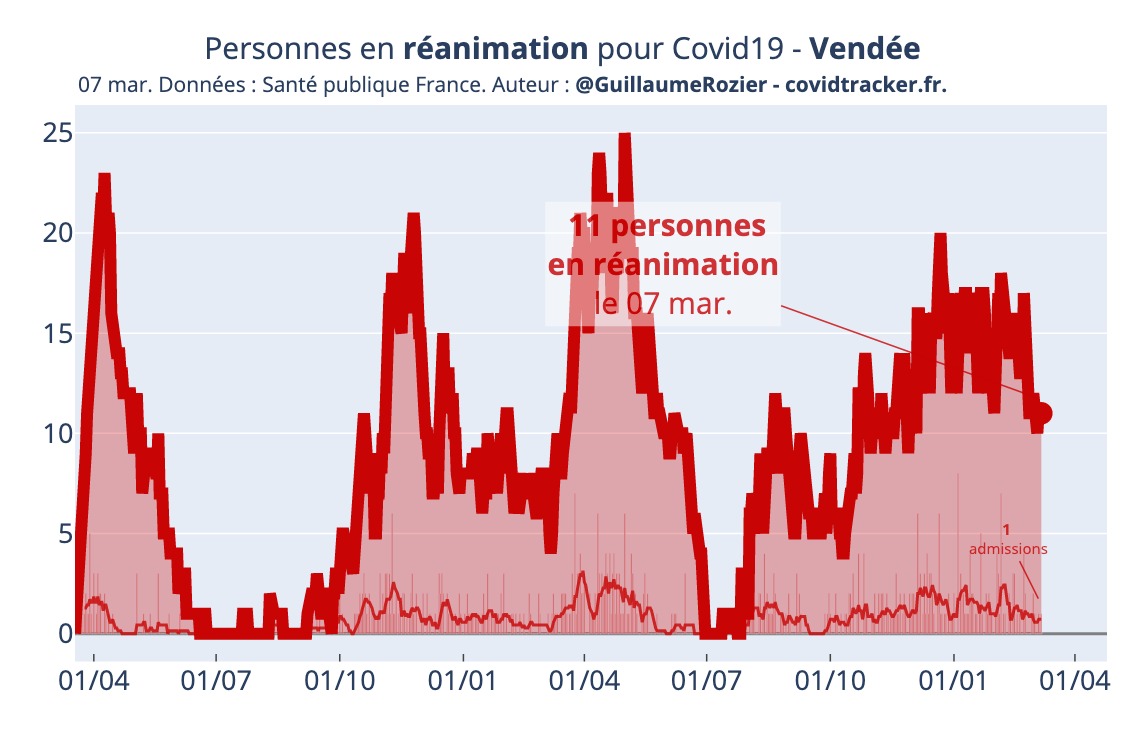 Personnes en réanimation pour Covid19 - Vendée
07 mar. Données : Santé publique France. Auteur : @GuillaumeRozier - covidtracker.fr.
25
20
15
10
5
0
11 personnes
en réanimation
le 07 mar.
1
admissions
01/04 01/07 01/10 01/01 01/04 01/07 01/10 01/01 01/04